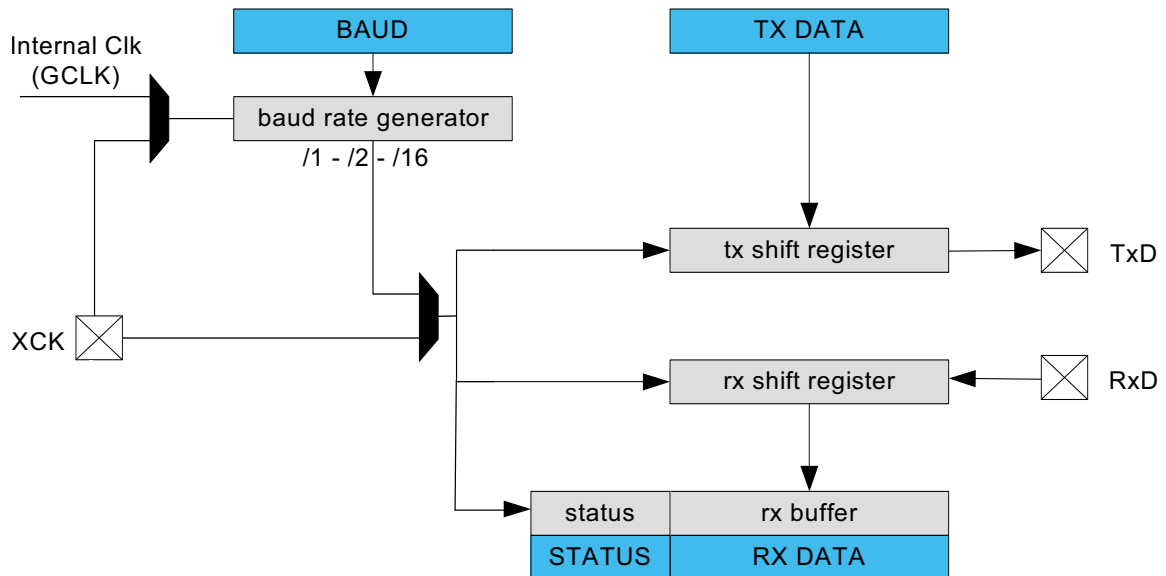 BAUD
TX DATA
Internal Clk
(GCLK)
baud rate generator
/1 - /2 - /16
tx shift register
TxD
XCK
rx shift register
RxD
status
rx buffer
STATUS
RX DATA